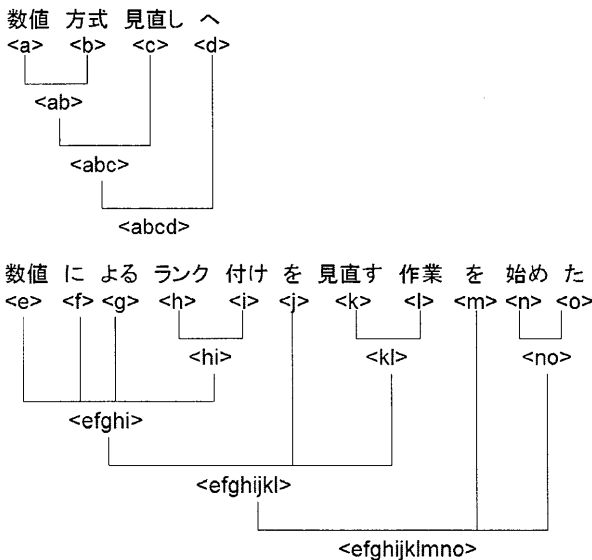 数値 方式 見直し へ
<a> <b> <c> <d>
<ab>
<abc>
<abcd>
数値 に よる ランク 付け を 見直す 作業 を 始め た
<e> <f> <g> <h> <i> <j> <k> <l> <m> <n> <o>
<hi> <kl> <no>
<efghi>
<efghijkl>
<efghijklmno>